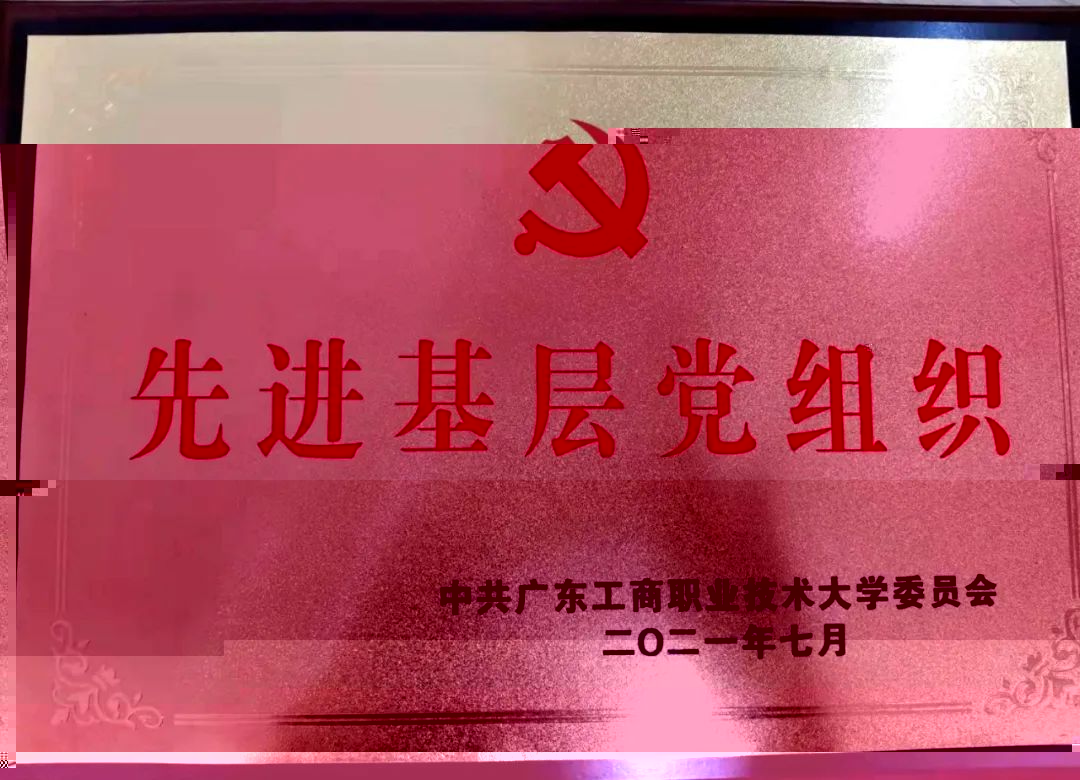 先进基层党组织
中共广东工商职业技术大学委员会
二〇二一年七月